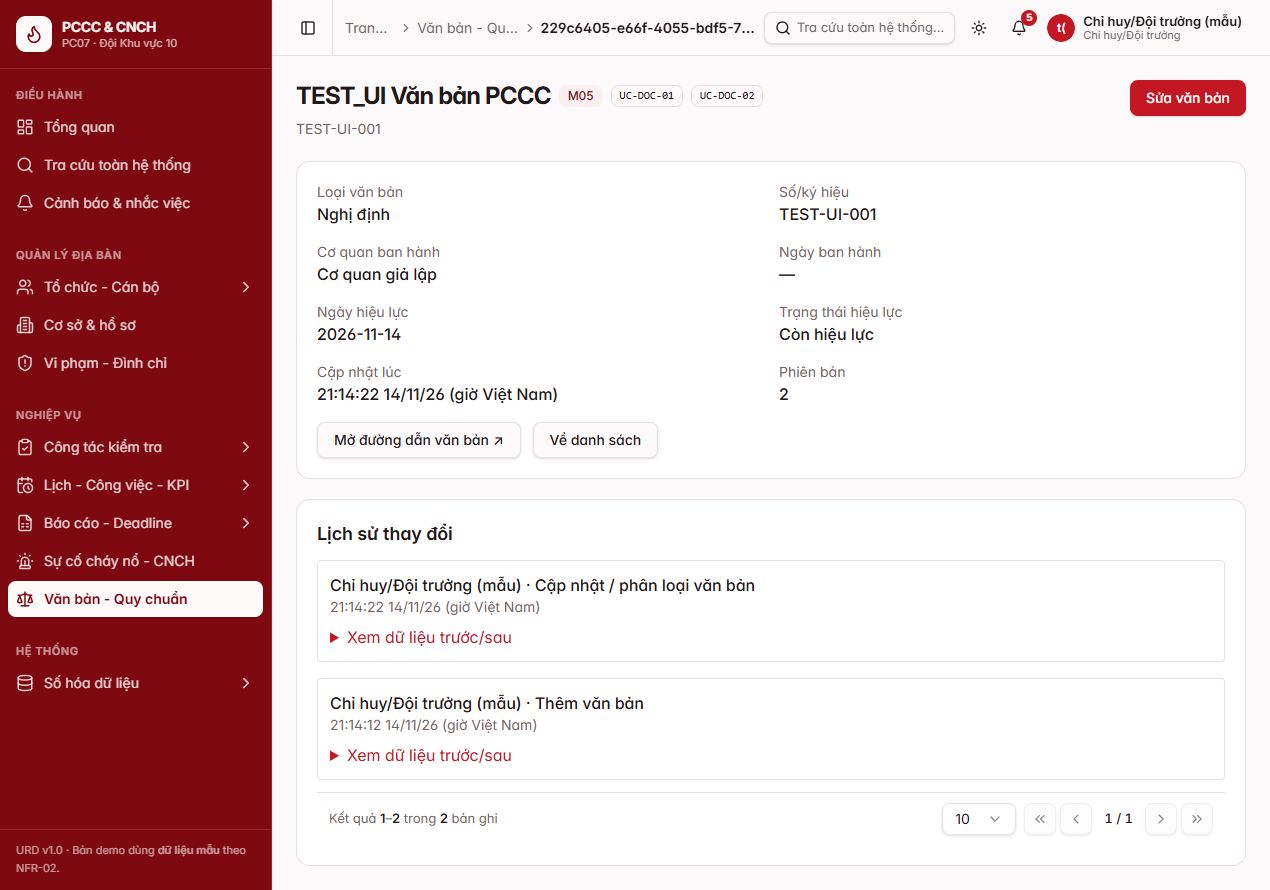 PCCC & CNCH
PC07 · Đội Khu vực 10
ĐIỀU HÀNH
Tổng quan
Tra cứu toàn hệ thống
Cảnh báo & nhắc việc
QUẢN LÝ ĐỊA BÀN
Tổ chức - Cán bộ
Cơ sở & hồ sơ
Vi phạm - Đình chỉ
NGHIỆP VỤ
Công tác kiểm tra
Lịch - Công việc - KPI
Báo cáo - Deadline
Sự cố cháy nổ - CNCH
Văn bản - Quy chuẩn
HỆ THỐNG
Số hóa dữ liệu
URD v1.0 · Bản demo dùng dữ liệu mẫu theo
NFR-02.
Tran... > Văn bản - Qu... > 229c6405-e66f-4055-bdf5-7...
Tra cứu toàn hệ thống...
5
t(
Chỉ huy/Đội trưởng (mẫu)
Chỉ huy/Đội trưởng
TEST_UI Văn bản PCCC M05 UC-DOC-01 UC-DOC-02
Sửa văn bản
TEST-UI-001
Loại văn bản
Nghị định
Số/ký hiệu
TEST-UI-001
Cơ quan ban hành
Cơ quan giả lập
Ngày ban hành
—
Ngày hiệu lực
2026-11-14
Trạng thái hiệu lực
Còn hiệu lực
Cập nhật lúc
21:14:22 14/11/26 (giờ Việt Nam)
Phiên bản
2
Mở đường dẫn văn bản ↗
Về danh sách
Lịch sử thay đổi
Chỉ huy/Đội trưởng (mẫu) · Cập nhật / phân loại văn bản
21:14:22 14/11/26 (giờ Việt Nam)
▶ Xem dữ liệu trước/sau
Chỉ huy/Đội trưởng (mẫu) · Thêm văn bản
21:14:12 14/11/26 (giờ Việt Nam)
▶ Xem dữ liệu trước/sau
Kết quả 1–2 trong 2 bản ghi
10
« ‹ 1 / 1 › »